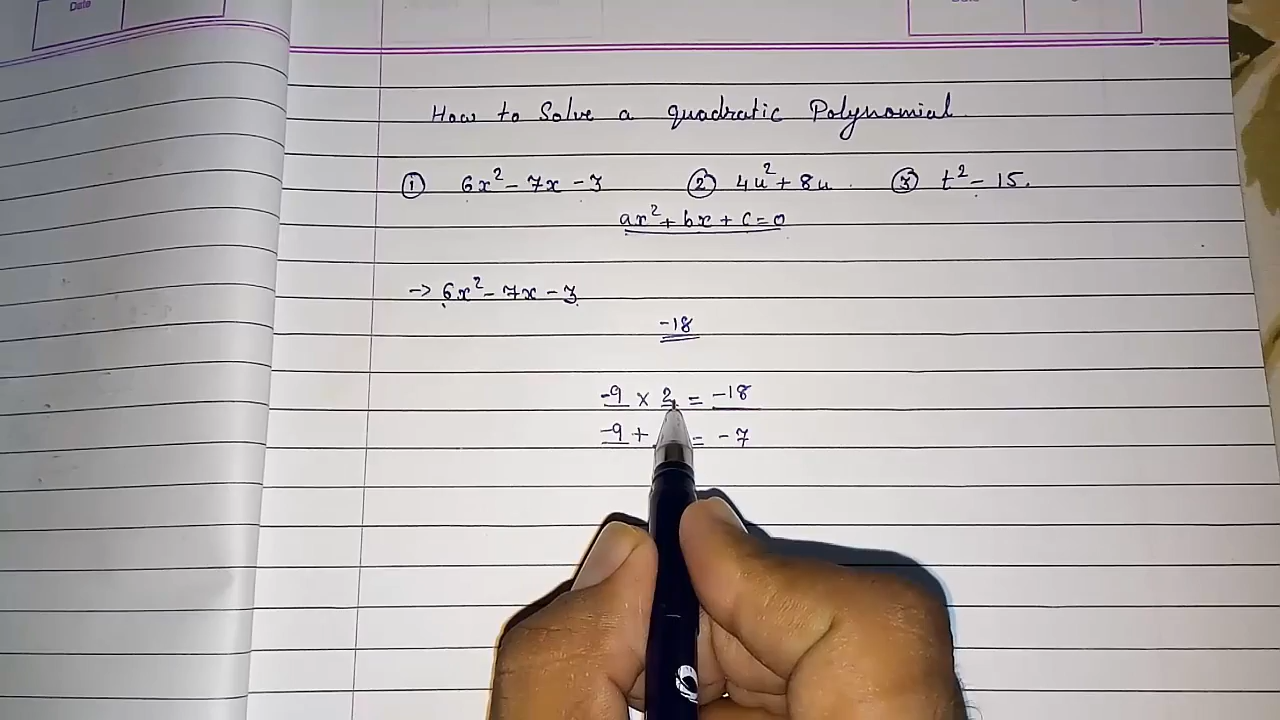 Date
How to Solve a quadratic Polynomial.
① 6x² - 7x - 3 ② 4u² + 8u. ③ t² - 15.
ax² + bx + c = 0
→ 6x² - 7x - 3
-18
-9 × 2 = -18
-9 + = -7